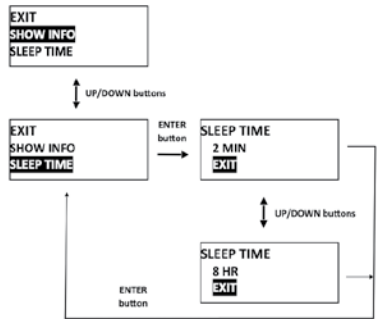 EXIT
SHOW INFO
SLEEP TIME
UP/DOWN buttons
EXIT
SHOW INFO
SLEEP TIME
ENTER
button
SLEEP TIME
2 MIN
EXIT
UP/DOWN buttons
SLEEP TIME
8 HR
EXIT
ENTER
button